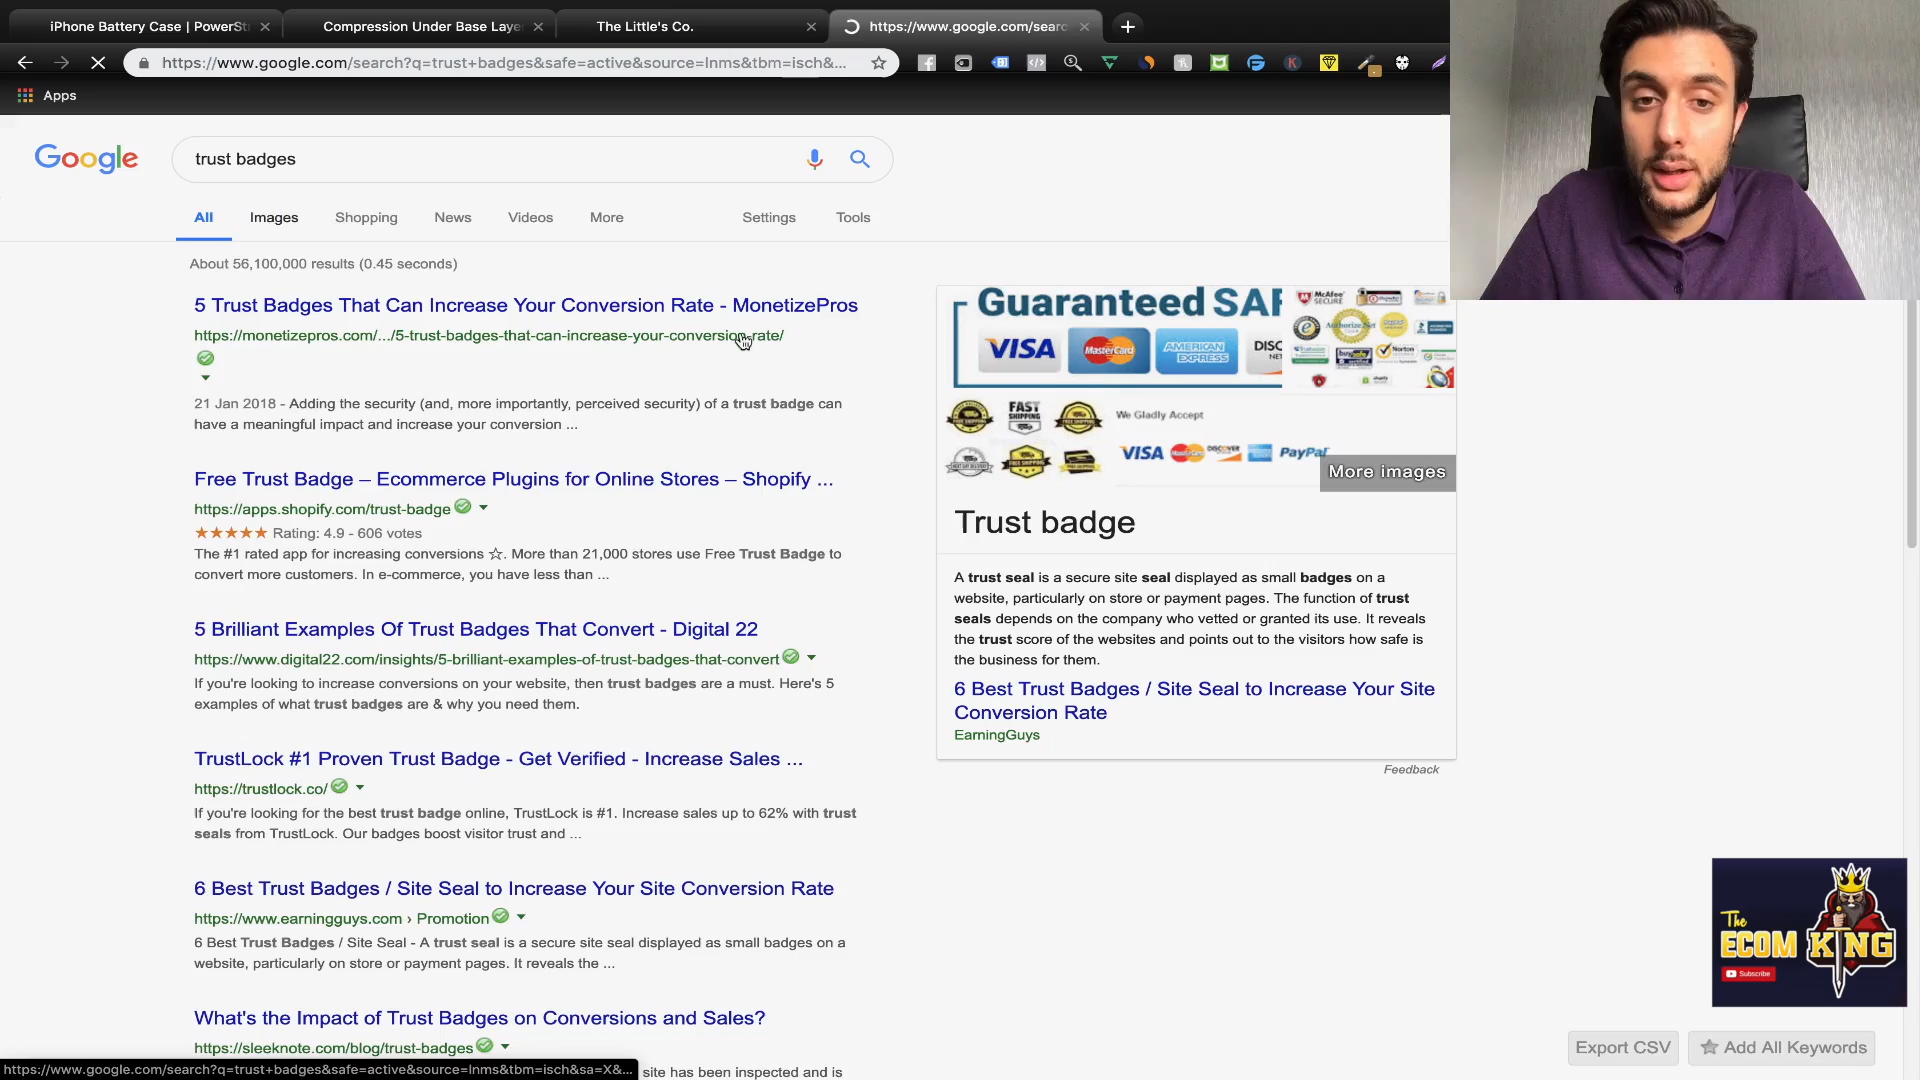 iPhone Battery Case | PowerSt
Compression Under Base Laye
The Little's Co.
https://www.google.com/searc
https://www.google.com/search?q=trust+badges&safe=active&source=lnms&tbm=isch&...
Apps
Google
trust badges
All
Images
Shopping
News
Videos
More
Settings
Tools
About 56,100,000 results (0.45 seconds)
5 Trust Badges That Can Increase Your Conversion Rate - MonetizePros
https://monetizepros.com/.../5-trust-badges-that-can-increase-your-conversion-rate/
21 Jan 2018 - Adding the security (and, more importantly, perceived security) of a trust badge can
have a meaningful impact and increase your conversion ...
Free Trust Badge – Ecommerce Plugins for Online Stores – Shopify ...
https://apps.shopify.com/trust-badge
Rating: 4.9 - 606 votes
The #1 rated app for increasing conversions ☆. More than 21,000 stores use Free Trust Badge to
convert more customers. In e-commerce, you have less than ...
5 Brilliant Examples Of Trust Badges That Convert - Digital 22
https://www.digital22.com/insights/5-brilliant-examples-of-trust-badges-that-convert
If you're looking to increase conversions on your website, then trust badges are a must. Here's 5
examples of what trust badges are & why you need them.
TrustLock #1 Proven Trust Badge - Get Verified - Increase Sales ...
https://trustlock.co/
If you're looking for the best trust badge online, TrustLock is #1. Increase sales up to 62% with trust
seals from TrustLock. Our badges boost visitor trust and ...
6 Best Trust Badges / Site Seal to Increase Your Site Conversion Rate
https://www.earningguys.com › Promotion
6 Best Trust Badges / Site Seal - A trust seal is a secure site seal displayed as small badges on a
website, particularly on store or payment pages. It reveals the ...
What's the Impact of Trust Badges on Conversions and Sales?
https://sleeknote.com/blog/trust-badges
site has been inspected and is
https://www.google.com/search?q=trust+badges&safe=active&source=lnms&tbm=isch&sa=X&...
Guaranteed SAF
VISA
MasterCard
AMERICAN EXPRESS
DISC
McAfee SECURE
Authorize.Net
Norton
shopify
FAST SHIPPING
We Gladly Accept
VISA
MasterCard
DISCOVER
PayPal
More images
Trust badge
A trust seal is a secure site seal displayed as small badges on a
website, particularly on store or payment pages. The function of trust
seals depends on the company who vetted or granted its use. It reveals
the trust score of the websites and points out to the visitors how safe is
the business for them.
6 Best Trust Badges / Site Seal to Increase Your Site
Conversion Rate
EarningGuys
Feedback
The
ECOM KING
Subscribe
Export CSV
Add All Keywords